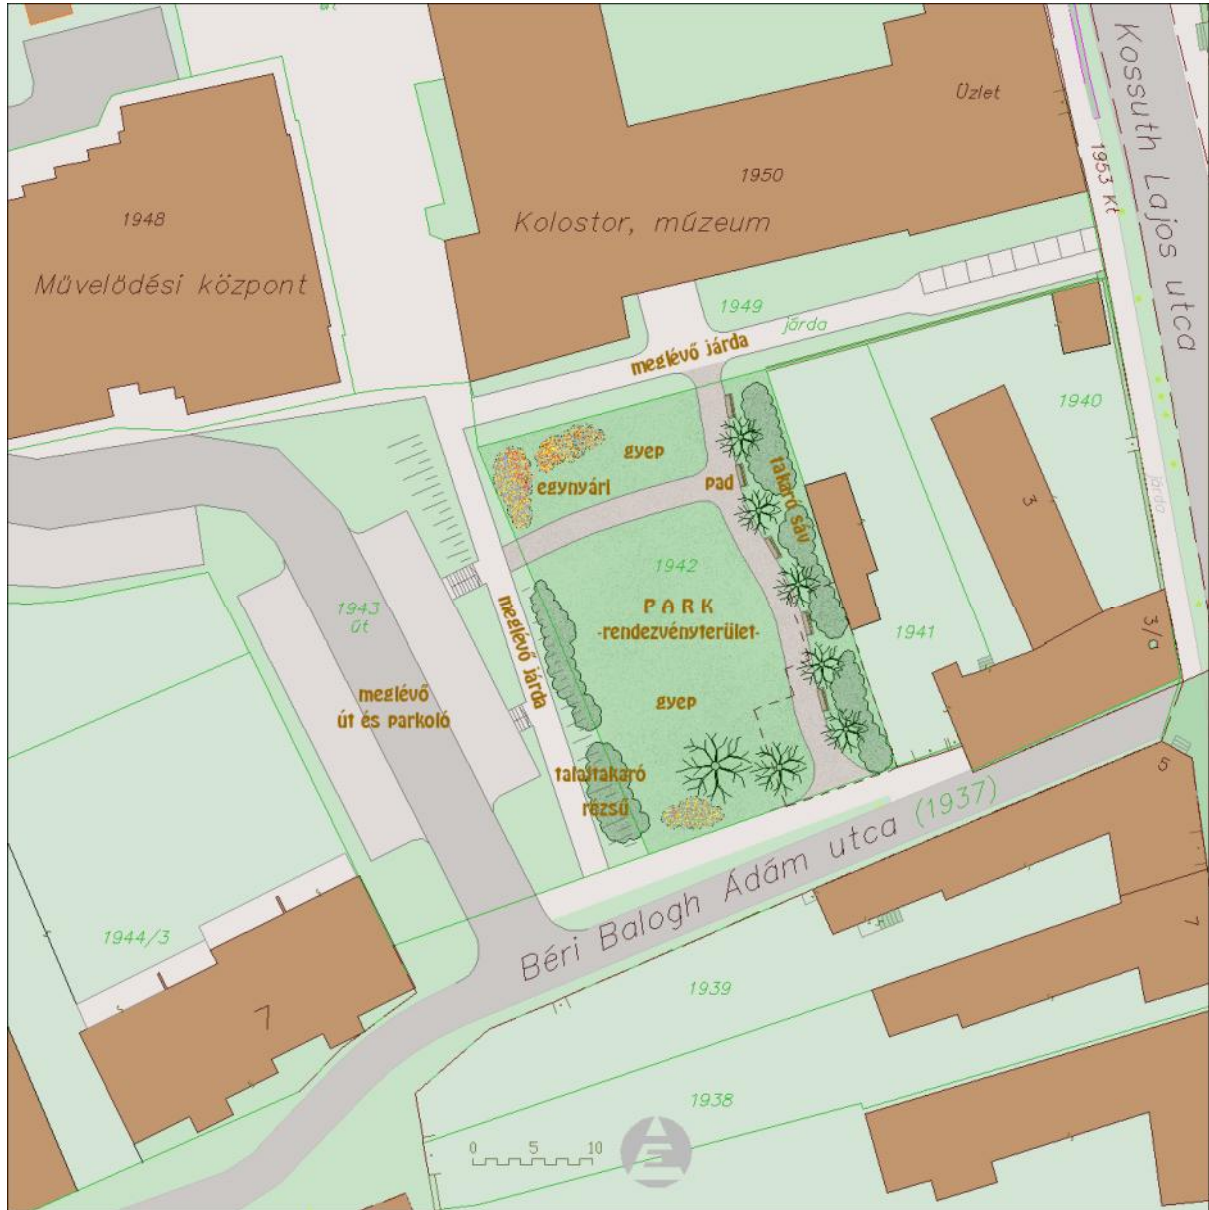 út
Üzlet
Kossuth Lajos utca
1953 Kt
1950
1948
Kolostor, múzeum
Művelődési központ
1949
járda
meglévő járda
1940
járda
3
gyep
egynyári
pad
takaró sáv
1942
PARK
-rendezvényterület-
1943
út
meglévő járda
1941
3/a
meglévő
út és parkoló
gyep
talajtakaró
rézsű
5
Béri Balogh Ádám utca (1937)
1944/3
7
7
1939
1938
0 5 10